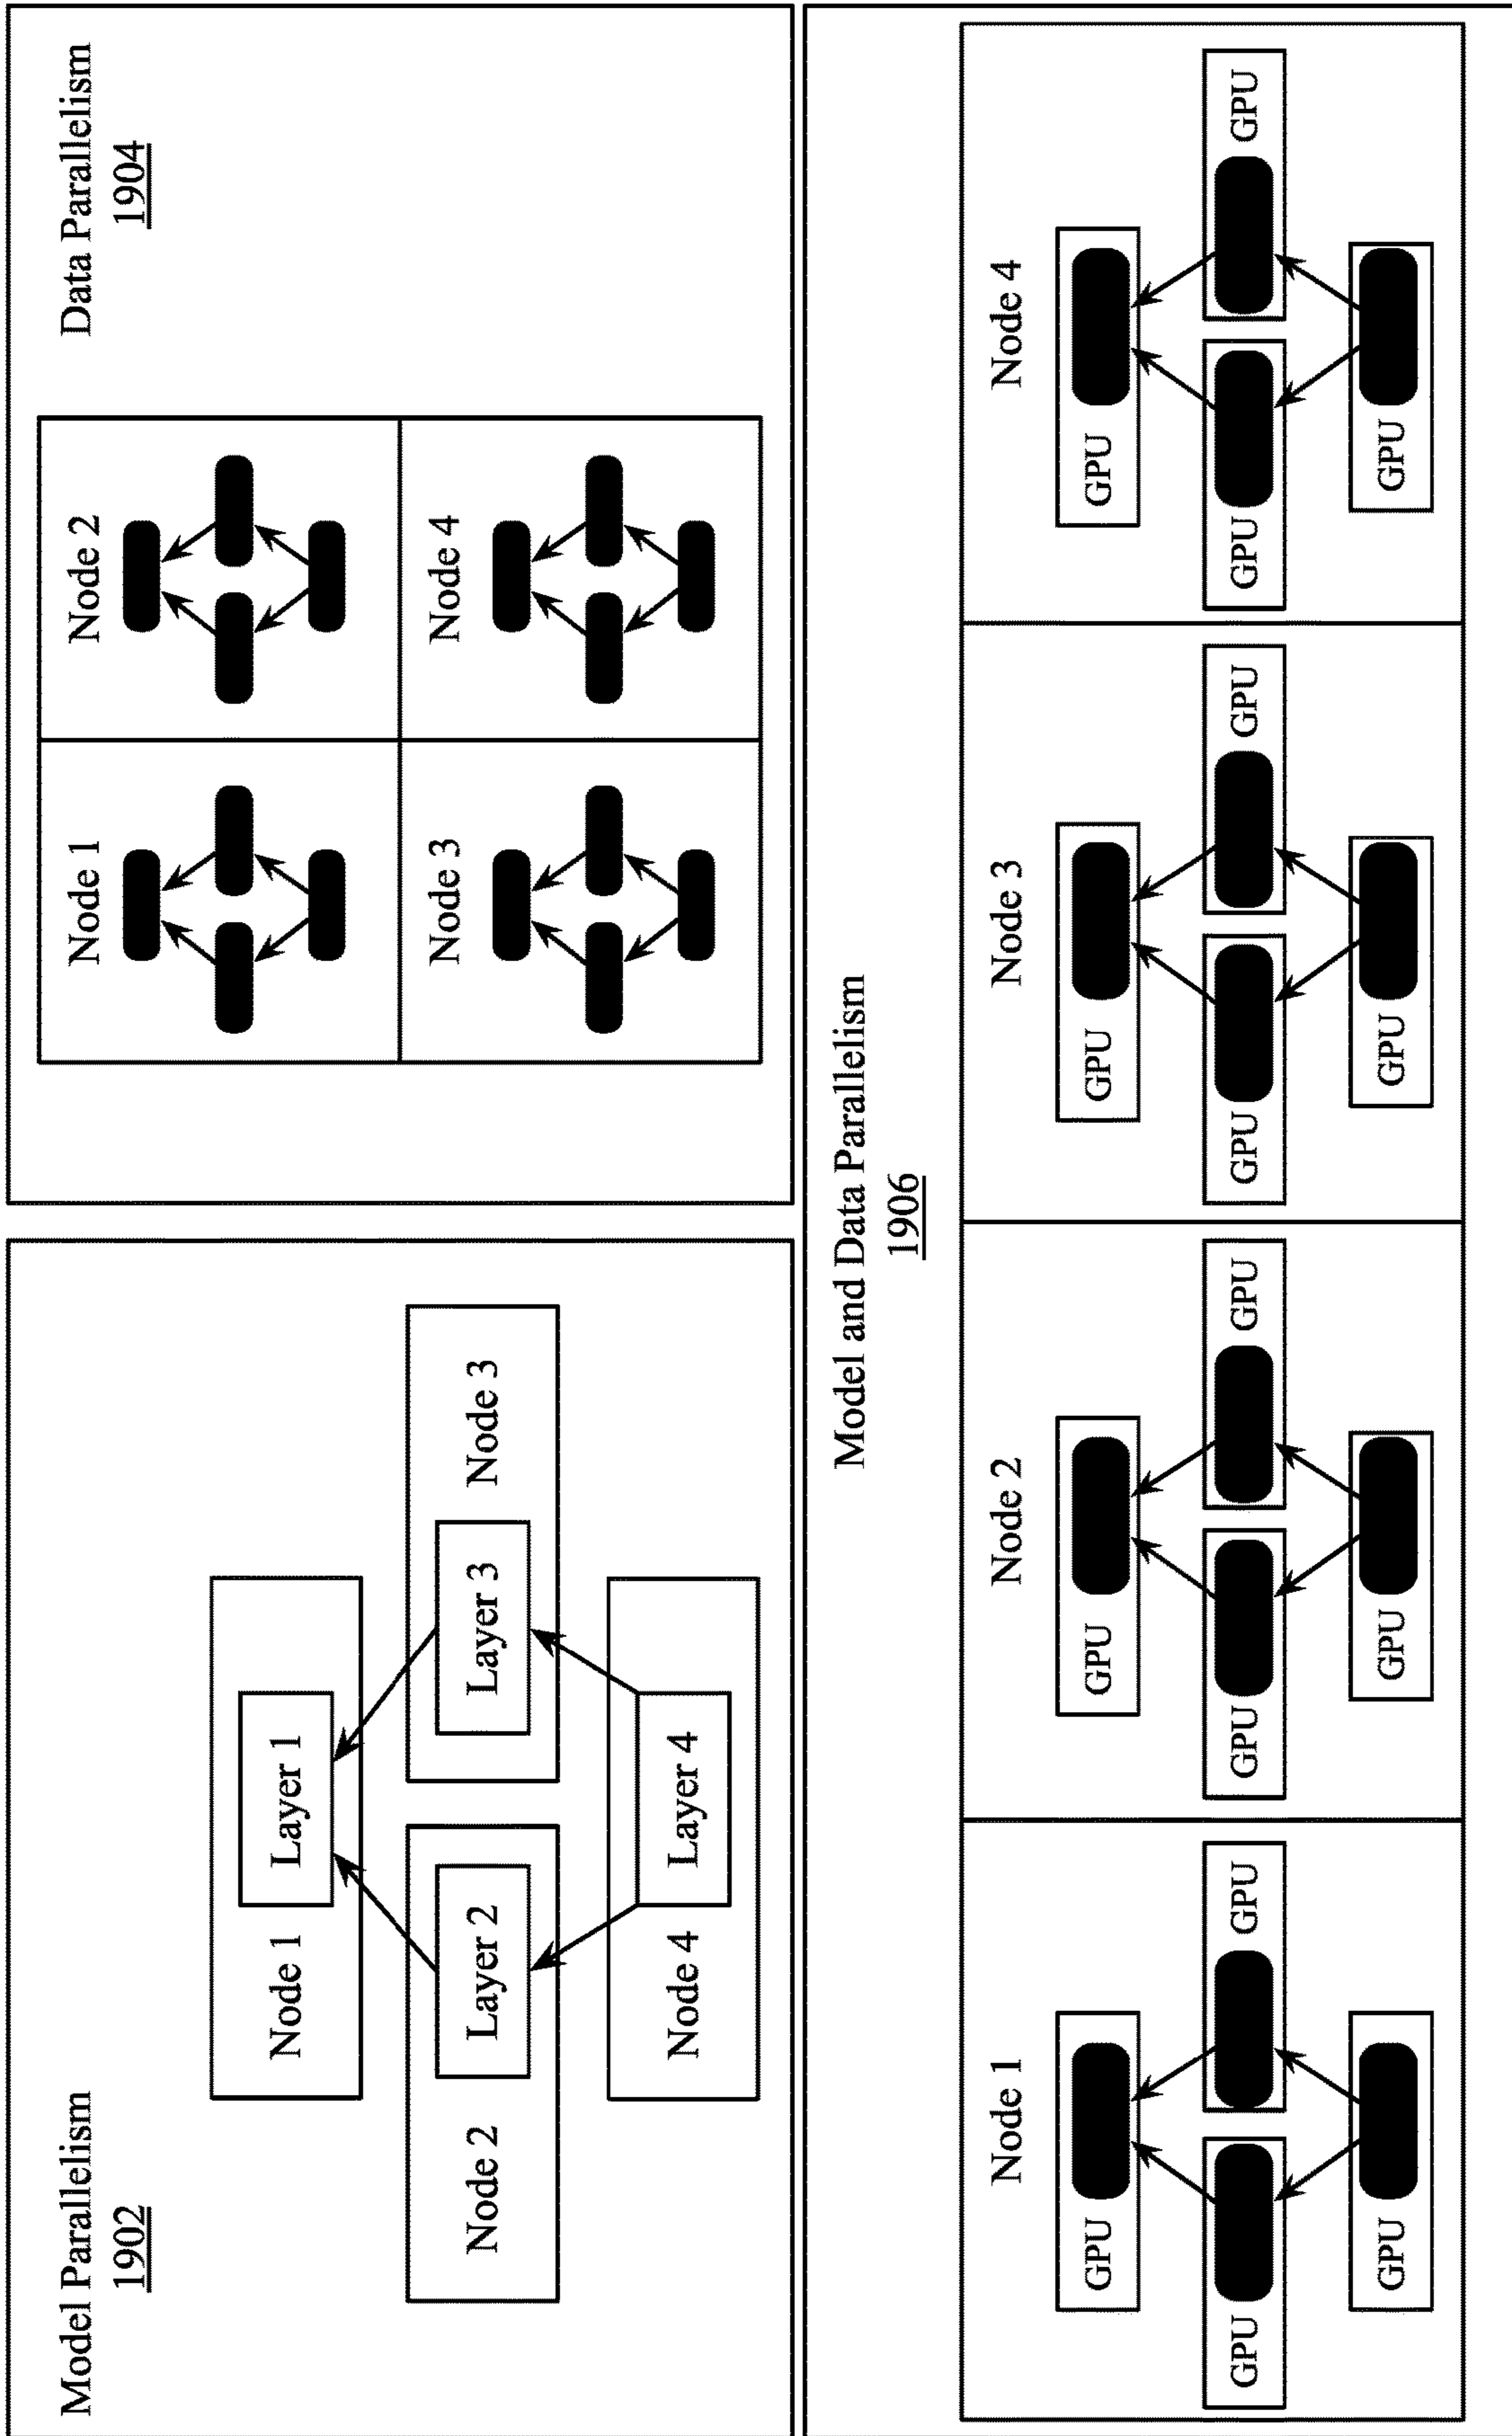 Model Parallelism
1902
Node 1
Layer 1
Node 2
Layer 2
Layer 3
Node 3
Node 4
Layer 4
Data Parallelism
1904
Node 1
Node 2
Node 3
Node 4
Model and Data Parallelism
1906
Node 1
GPU
GPU
GPU
GPU
Node 2
GPU
GPU
GPU
GPU
Node 3
GPU
GPU
GPU
GPU
Node 4
GPU
GPU
GPU
GPU